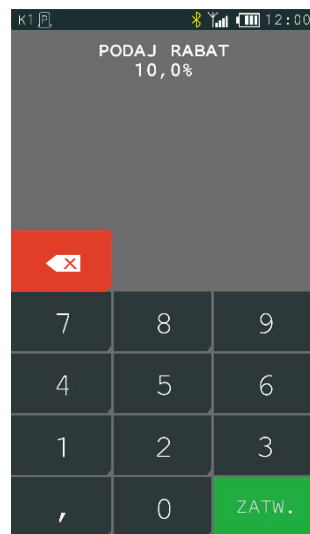 K1 P 12:00
PODAJ RABAT
10,0%
7 8 9
4 5 6
1 2 3
, 0 ZATW.